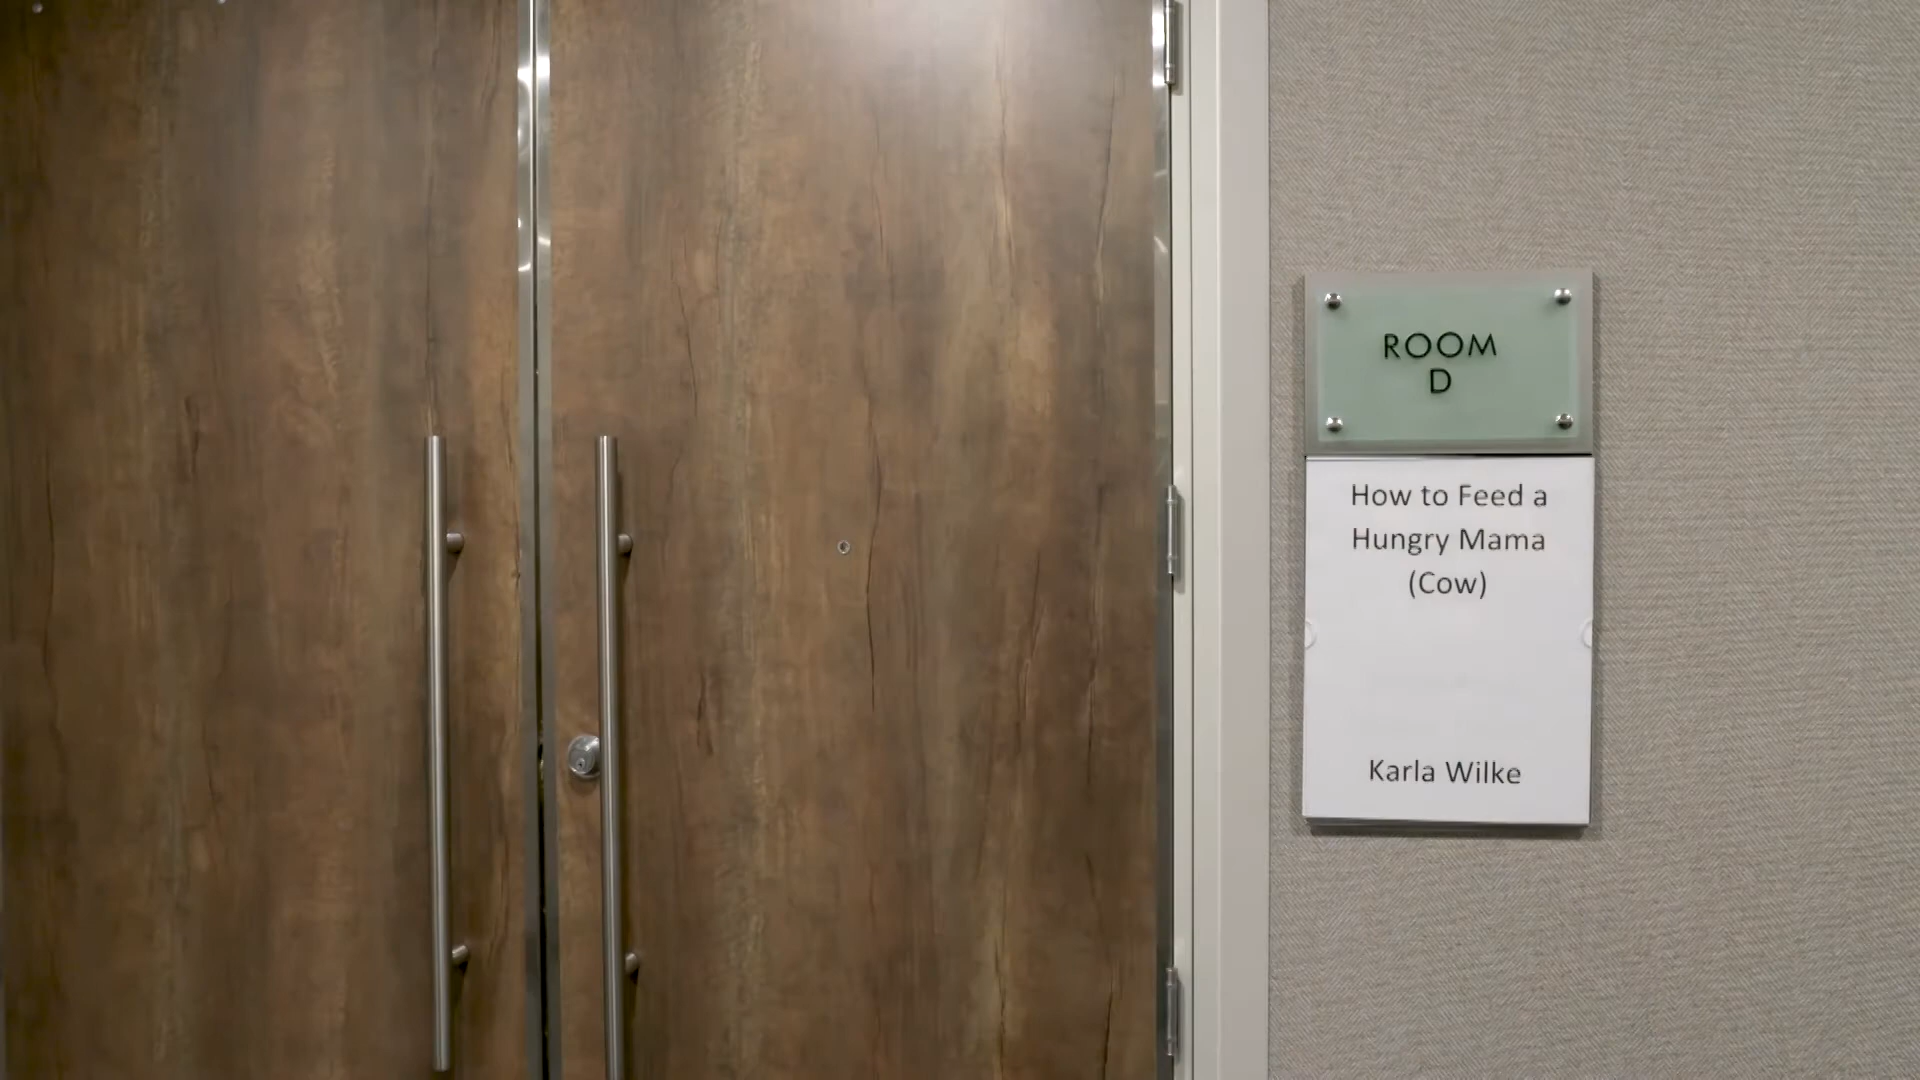 ROOM
D
How to Feed a
Hungry Mama
(Cow)
Karla Wilke